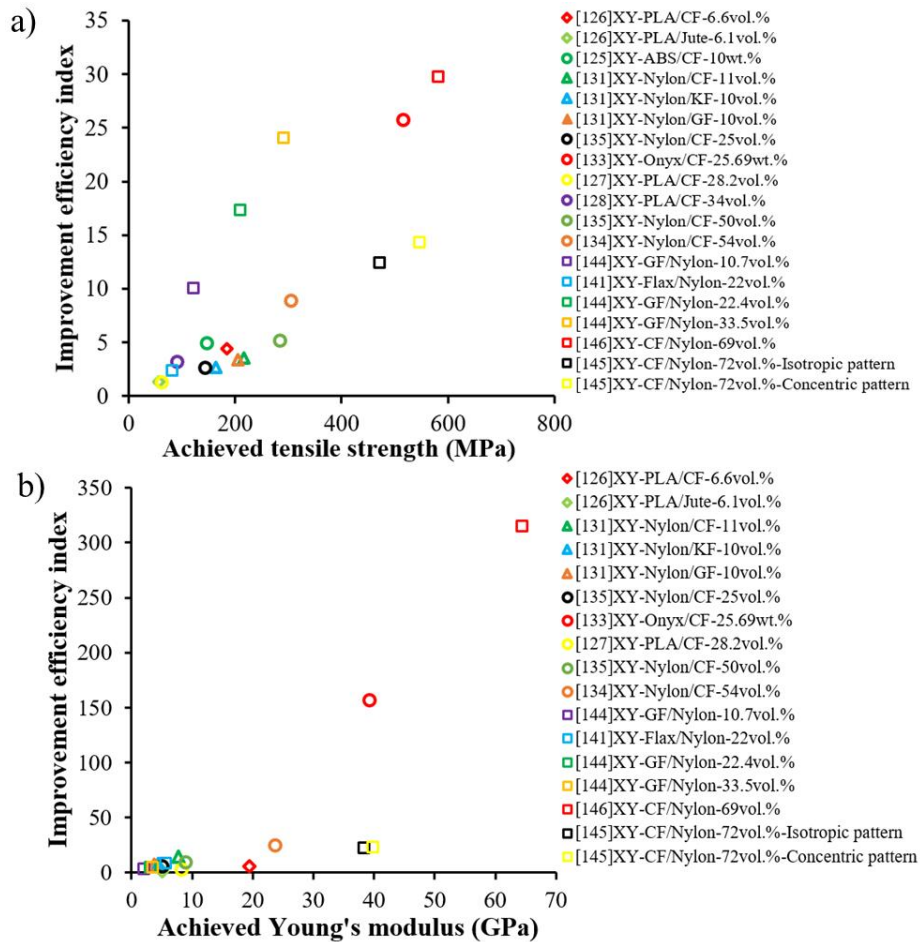 a)
Improvement efficiency index
35
30
25
20
15
10
5
0
0 200 400 600 800
Achieved tensile strength (MPa)
[126]XY-PLA/CF-6.6vol.%
[126]XY-PLA/Jute-6.1vol.%
[125]XY-ABS/CF-10wt.%
[131]XY-Nylon/CF-11vol.%
[131]XY-Nylon/KF-10vol.%
[131]XY-Nylon/GF-10vol.%
[135]XY-Nylon/CF-25vol.%
[133]XY-Onyx/CF-25.69wt.%
[127]XY-PLA/CF-28.2vol.%
[128]XY-PLA/CF-34vol.%
[135]XY-Nylon/CF-50vol.%
[134]XY-Nylon/CF-54vol.%
[144]XY-GF/Nylon-10.7vol.%
[141]XY-Flax/Nylon-22vol.%
[144]XY-GF/Nylon-22.4vol.%
[144]XY-GF/Nylon-33.5vol.%
[146]XY-CF/Nylon-69vol.%
[145]XY-CF/Nylon-72vol.%-Isotropic pattern
[145]XY-CF/Nylon-72vol.%-Concentric pattern
b)
Improvement efficiency index
350
300
250
200
150
100
50
0
0 10 20 30 40 50 60 70
Achieved Young's modulus (GPa)
[126]XY-PLA/CF-6.6vol.%
[126]XY-PLA/Jute-6.1vol.%
[131]XY-Nylon/CF-11vol.%
[131]XY-Nylon/KF-10vol.%
[131]XY-Nylon/GF-10vol.%
[135]XY-Nylon/CF-25vol.%
[133]XY-Onyx/CF-25.69wt.%
[127]XY-PLA/CF-28.2vol.%
[135]XY-Nylon/CF-50vol.%
[134]XY-Nylon/CF-54vol.%
[144]XY-GF/Nylon-10.7vol.%
[141]XY-Flax/Nylon-22vol.%
[144]XY-GF/Nylon-22.4vol.%
[144]XY-GF/Nylon-33.5vol.%
[146]XY-CF/Nylon-69vol.%
[145]XY-CF/Nylon-72vol.%-Isotropic pattern
[145]XY-CF/Nylon-72vol.%-Concentric pattern